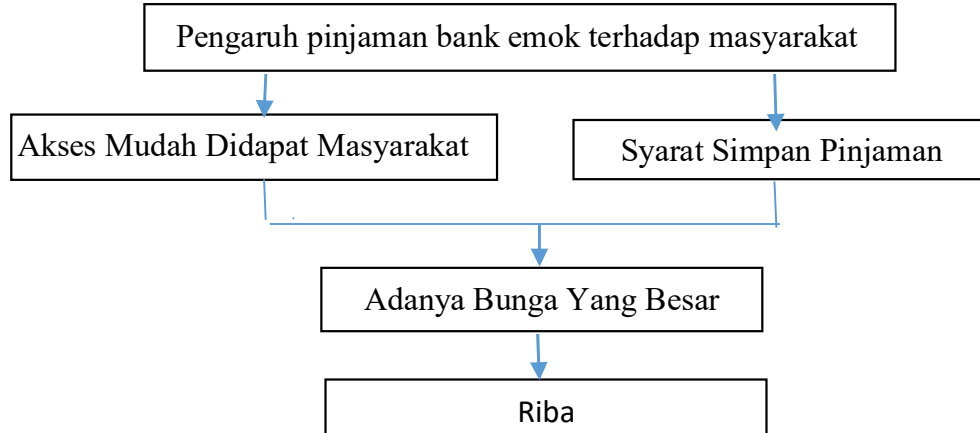 Pengaruh pinjaman bank emok terhadap masyarakat
Akses Mudah Didapat Masyarakat
Syarat Simpan Pinjaman
Adanya Bunga Yang Besar
Riba